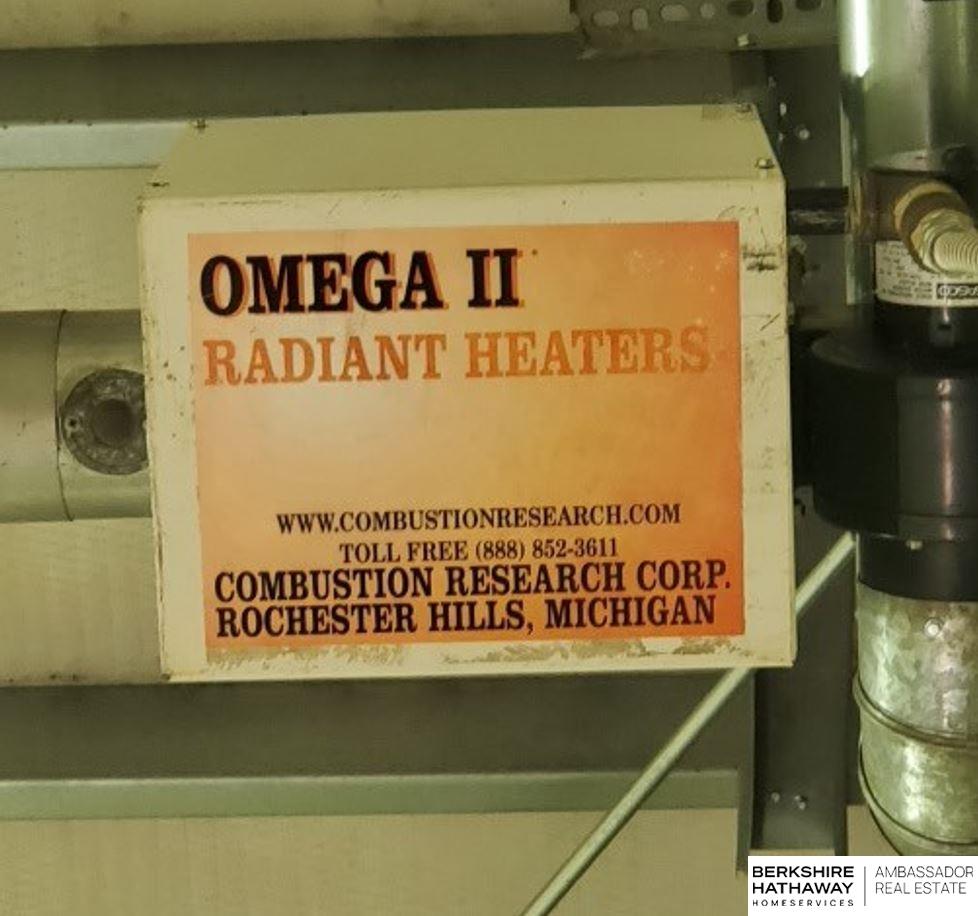 OMEGA II
RADIANT HEATERS
WWW.COMBUSTIONRESEARCH.COM
TOLL FREE (888) 852-3611
COMBUSTION RESEARCH CORP.
ROCHESTER HILLS, MICHIGAN
BERKSHIRE
HATHAWAY
HOMESERVICES
AMBASSADOR
REAL ESTATE